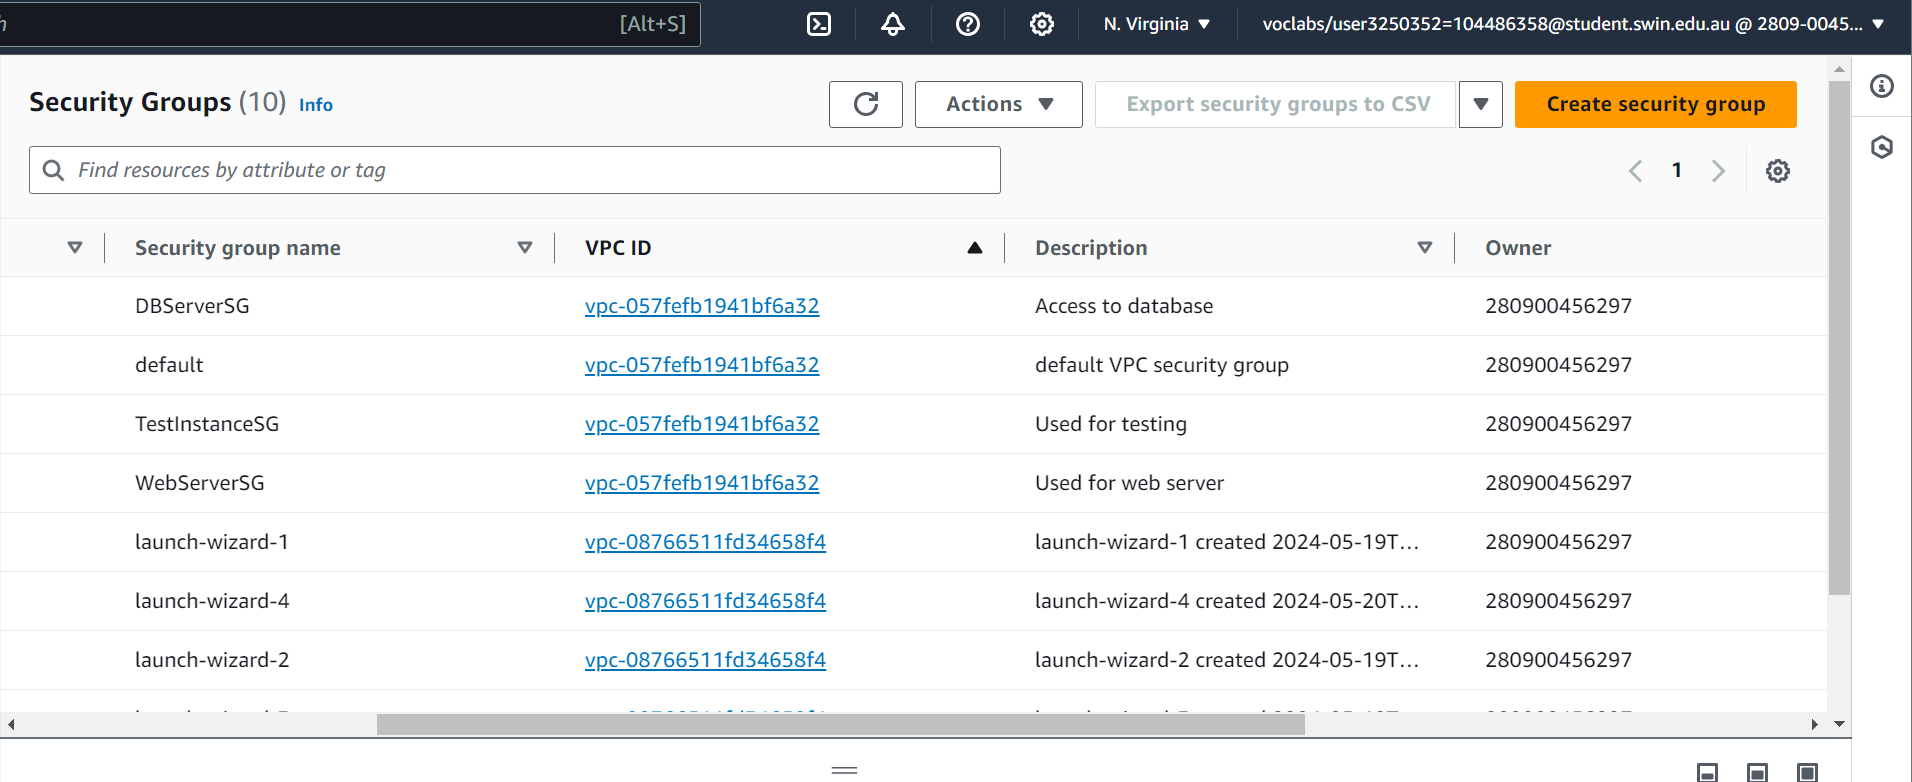 [Alt+S] N. Virginia voclabs/user3250352=104486358@student.swin.edu.au @ 2809-0045...
Security Groups (10) Info Actions Export security groups to CSV Create security group
Find resources by attribute or tag 1
Security group name VPC ID Description Owner
DBServerSG vpc-057fefb1941bf6a32 Access to database 280900456297
default vpc-057fefb1941bf6a32 default VPC security group 280900456297
TestInstanceSG vpc-057fefb1941bf6a32 Used for testing 280900456297
WebServerSG vpc-057fefb1941bf6a32 Used for web server 280900456297
launch-wizard-1 vpc-08766511fd34658f4 launch-wizard-1 created 2024-05-19T... 280900456297
launch-wizard-4 vpc-08766511fd34658f4 launch-wizard-4 created 2024-05-20T... 280900456297
launch-wizard-2 vpc-08766511fd34658f4 launch-wizard-2 created 2024-05-19T... 280900456297